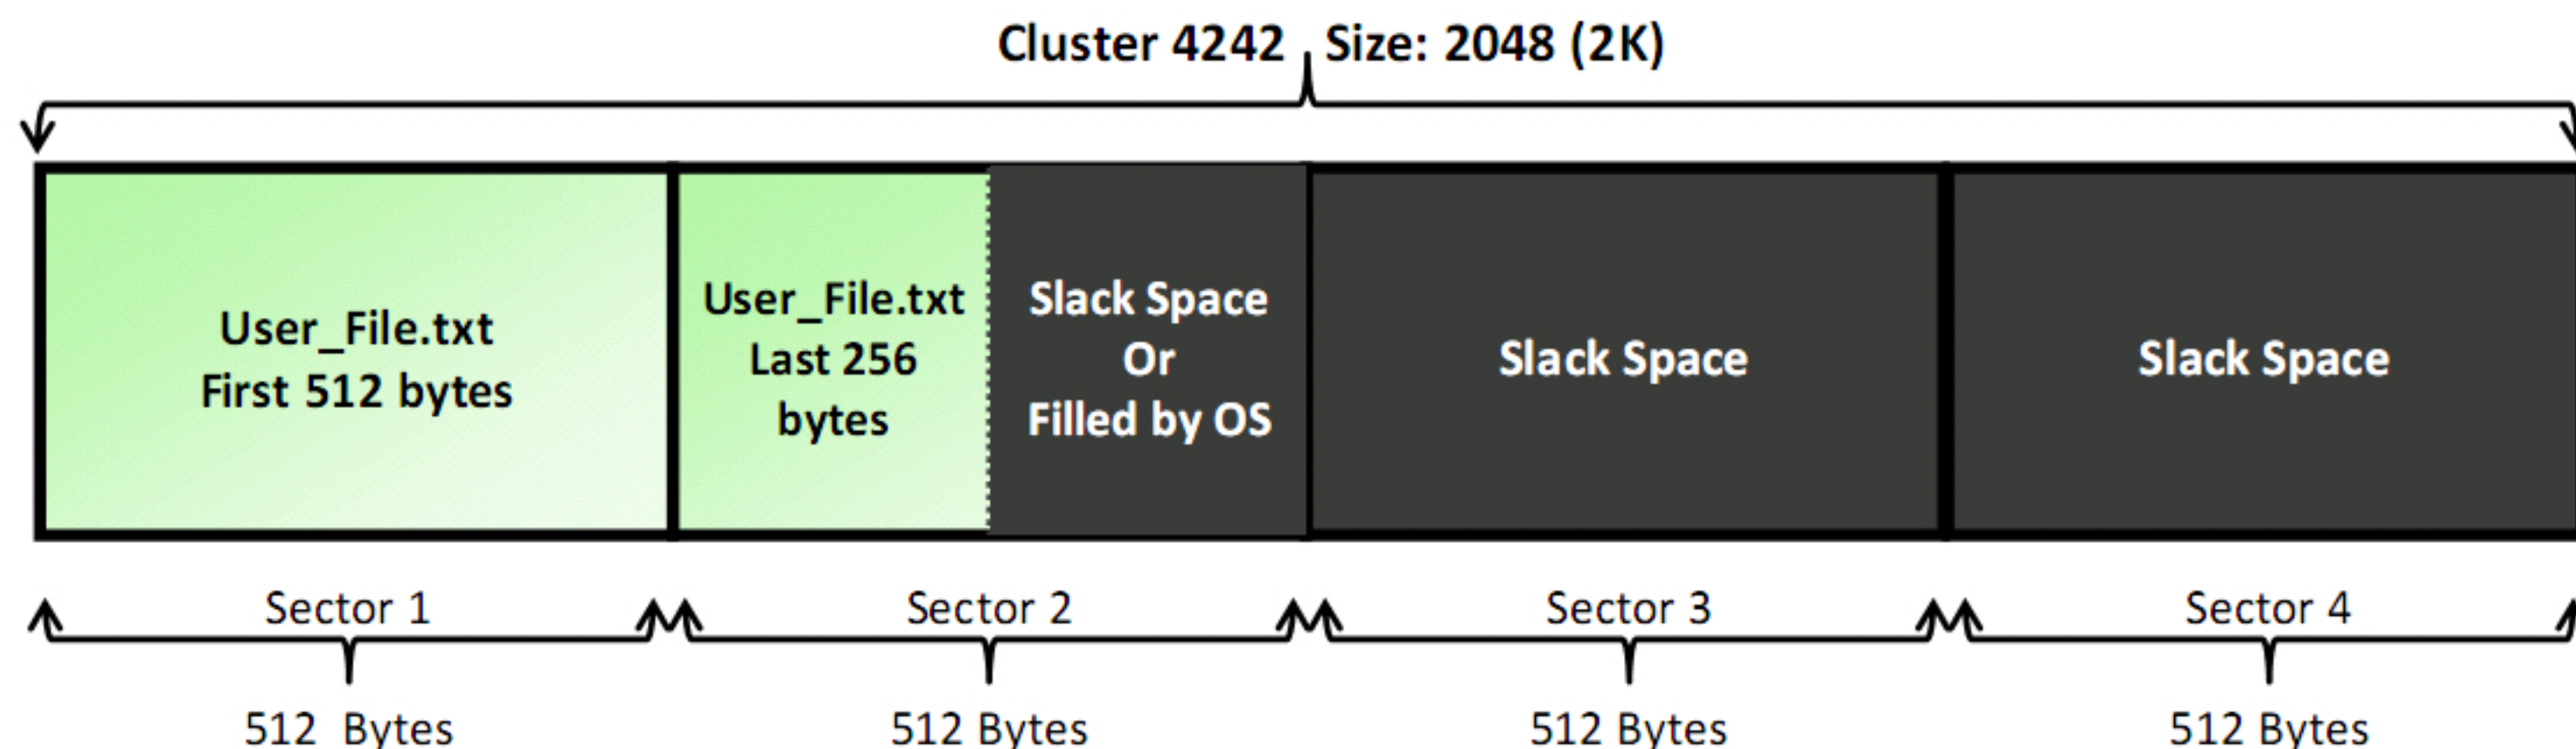 Cluster 4242 Size: 2048 (2K)
User_File.txt
First 512 bytes
User_File.txt
Last 256
bytes
Slack Space
Or
Filled by OS
Slack Space
Slack Space
Sector 1
Sector 2
Sector 3
Sector 4
512 Bytes
512 Bytes
512 Bytes
512 Bytes